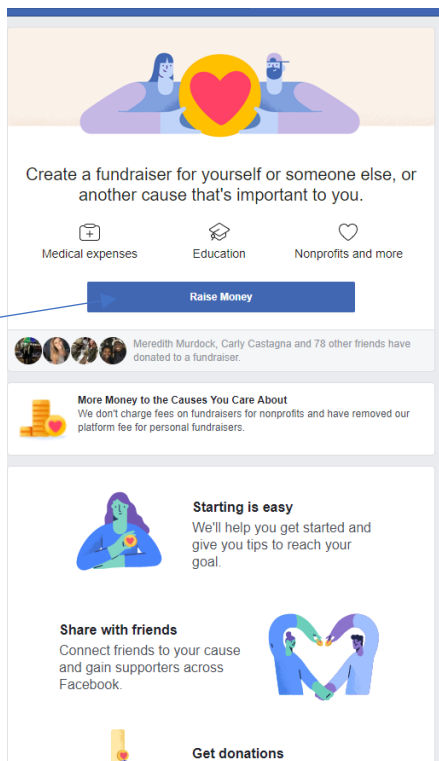 Create a fundraiser for yourself or someone else, or
another cause that's important to you.
Medical expenses
Education
Nonprofits and more
Raise Money
Meredith Murdock, Carly Castagna and 78 other friends have
donated to a fundraiser.
More Money to the Causes You Care About
We don't charge fees on fundraisers for nonprofits and have removed our
platform fee for personal fundraisers.
Starting is easy
We'll help you get started and
give you tips to reach your
goal.
Share with friends
Connect friends to your cause
and gain supporters across
Facebook.
Get donations